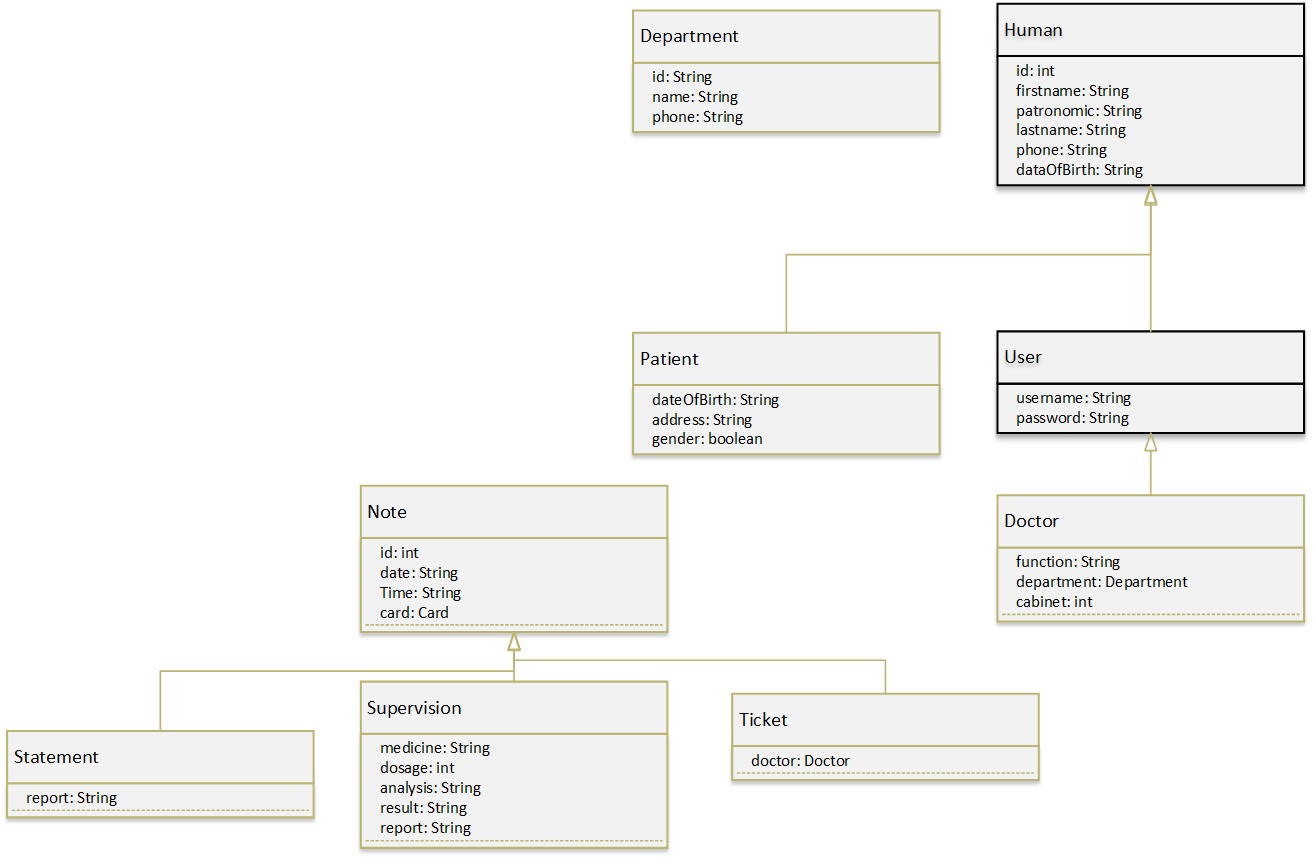 Department
id: String
name: String
phone: String
Human
id: int
firstname: String
patronomic: String
lastname: String
phone: String
dataOfBirth: String
Patient
dateOfBirth: String
address: String
gender: boolean
User
username: String
password: String
Note
id: int
date: String
Time: String
card: Card
Doctor
function: String
department: Department
cabinet: int
Statement
report: String
Supervision
medicine: String
dosage: int
analysis: String
result: String
report: String
Ticket
doctor: Doctor